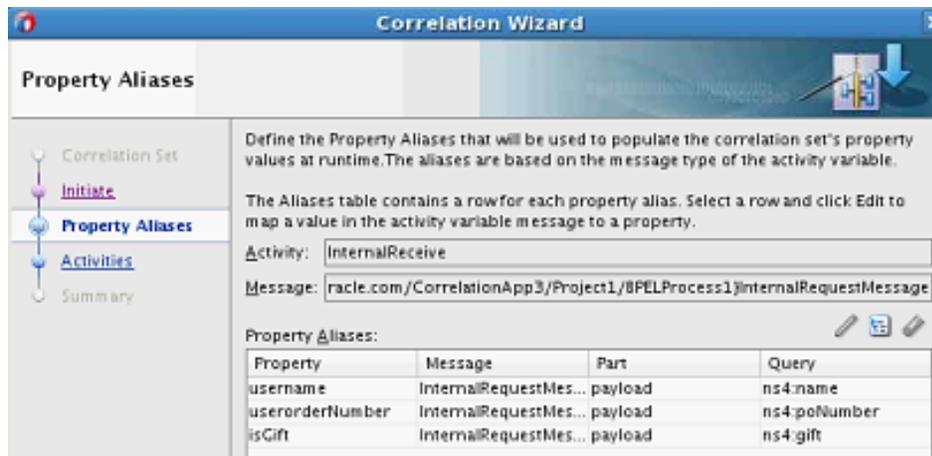 Correlation Wizard
Property Aliases
Correlation Set
Initiate
Property Aliases
Activities
Summary
Define the Property Aliases that will be used to populate the correlation set's property
values at runtime.The aliases are based on the message type of the activity variable.
The Aliases table contains a row for each property alias. Select a row and click Edit to
map a value in the activity variable message to a property.
Activity: InternalReceive
Message: racle.com/CorrelationApp3/Project1/BPELProcess1}InternalRequestMessage
Property Aliases:
Property Message Part Query
username InternalRequestMes... payload ns4:name
userorderNumber InternalRequestMes... payload ns4:poNumber
isGift InternalRequestMes... payload ns4:gift